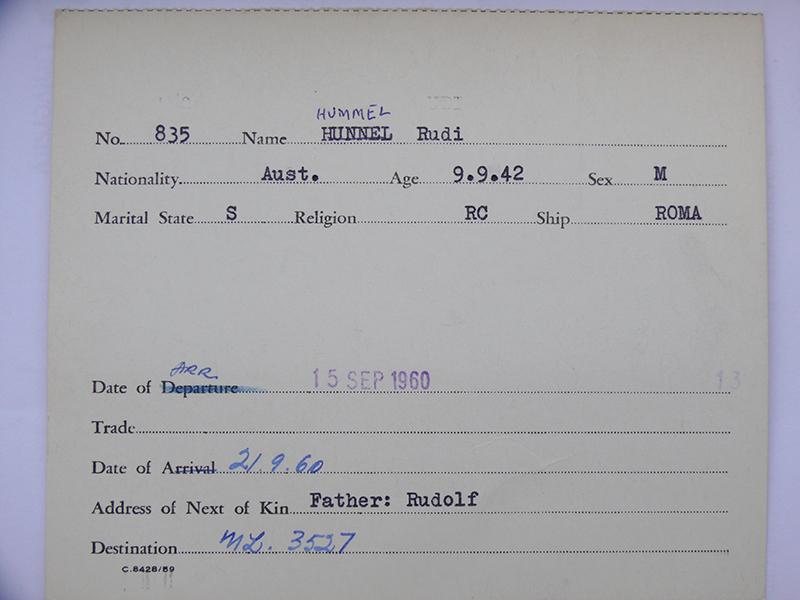 HUMMEL
No. 835 Name HUNNEL Rudi
Nationality Aust. Age 9.9.42 Sex M
Marital State S Religion RC Ship ROMA
ARR
Date of Departure 15 SEP 1960 13
Trade
Date of Arrival 21.9.60
Address of Next of Kin Father: Rudolf
Destination ML. 3527
C.8428/59